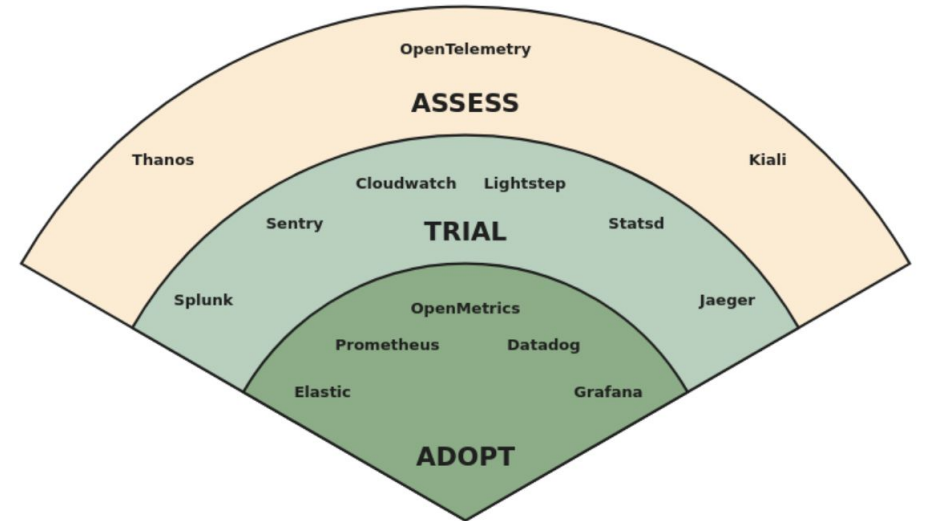 OpenTelemetry
ASSESS
Thanos
Kiali
Cloudwatch
Lightstep
Sentry
Statsd
TRIAL
Splunk
Jaeger
OpenMetrics
Prometheus
Datadog
Elastic
Grafana
ADOPT